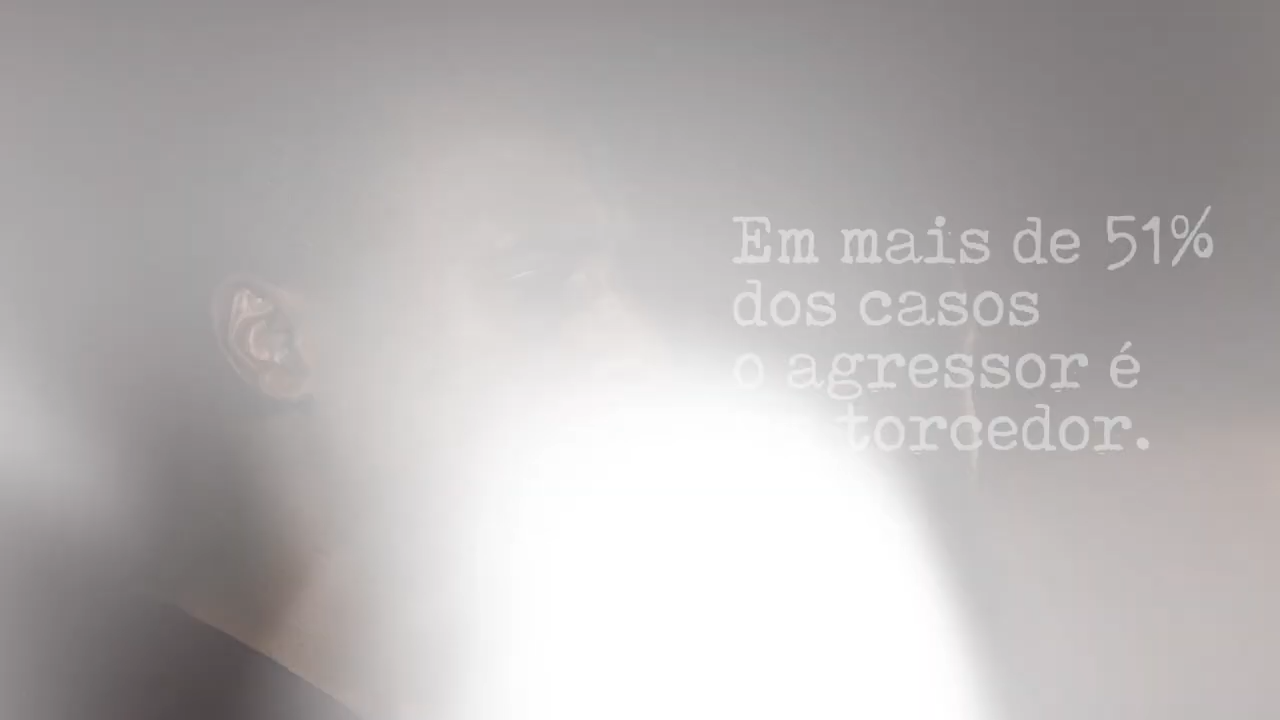 Em mais de 51%
dos casos
o agressor é
torcedor.